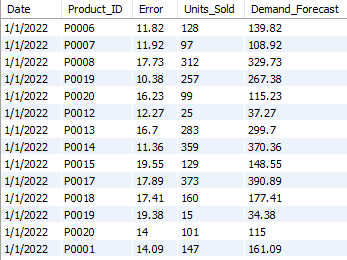 Date Product_ID Error Units_Sold Demand_Forecast
1/1/2022 P0006 11.82 128 139.82
1/1/2022 P0007 11.92 97 108.92
1/1/2022 P0008 17.73 312 329.73
1/1/2022 P0019 10.38 257 267.38
1/1/2022 P0020 16.23 99 115.23
1/1/2022 P0012 12.27 25 37.27
1/1/2022 P0013 16.7 283 299.7
1/1/2022 P0014 11.36 359 370.36
1/1/2022 P0015 19.55 129 148.55
1/1/2022 P0017 17.89 373 390.89
1/1/2022 P0018 17.41 160 177.41
1/1/2022 P0019 19.38 15 34.38
1/1/2022 P0020 14 101 115
1/1/2022 P0001 14.09 147 161.09